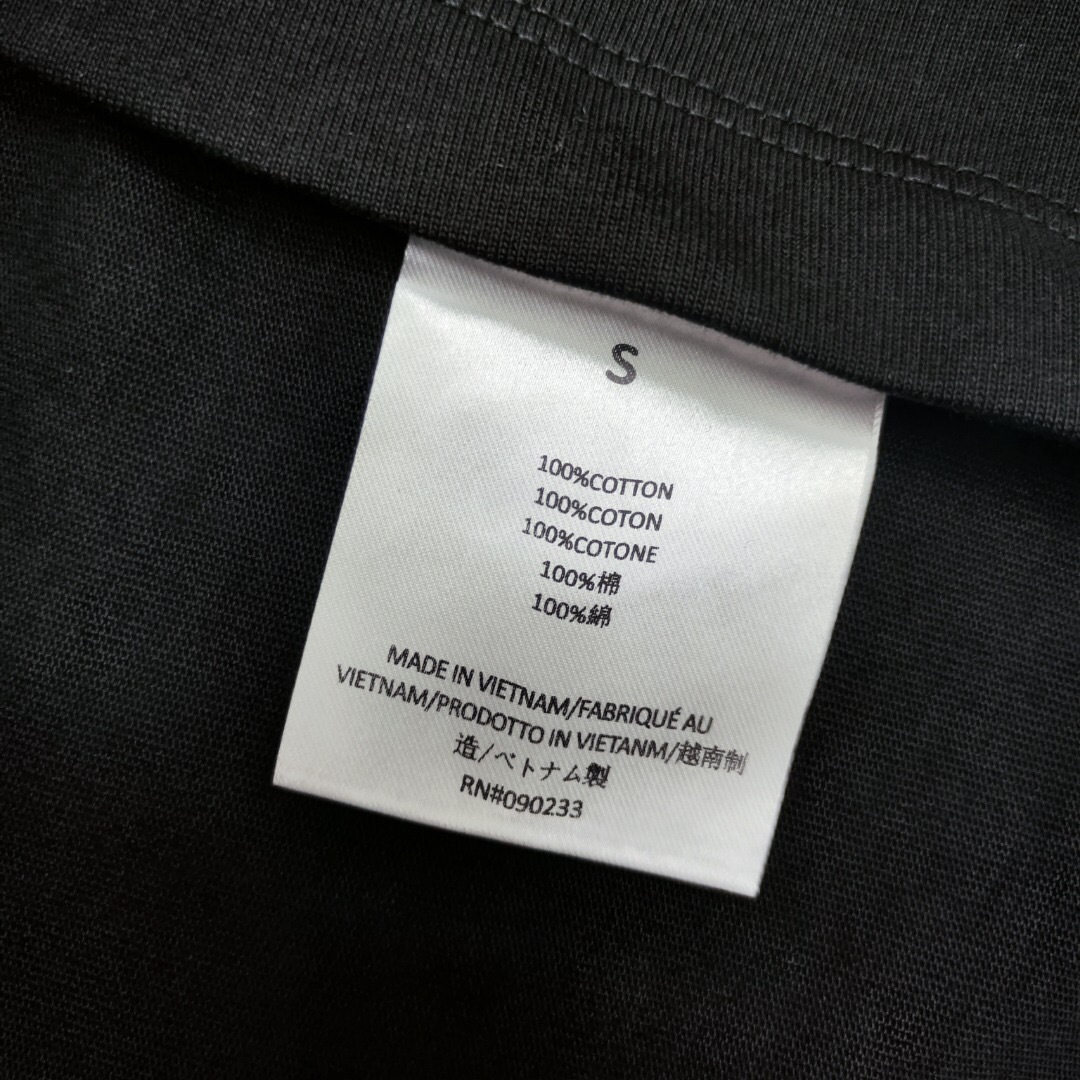 S
100%COTTON
100%COTON
100%COTONE
100%棉
100%綿
MADE IN VIETNAM/FABRIQUÉ AU
VIETNAM/PRODOTTO IN VIETANM/越南制
造/ベトナム製
RN#090233